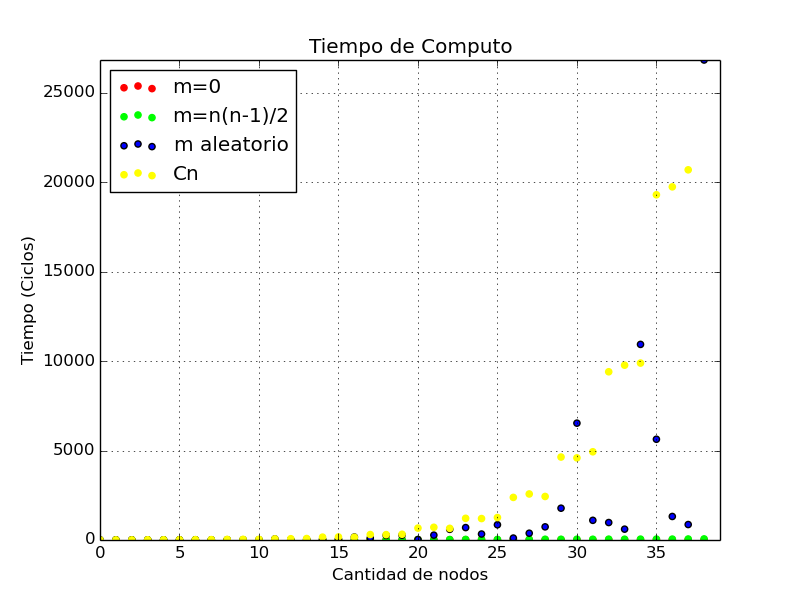 Tiempo de Computo
m=0
m=n(n-1)/2
m aleatorio
Cn
25000
20000
15000
10000
5000
0
Tiempo (Ciclos)
0 5 10 15 20 25 30 35
Cantidad de nodos